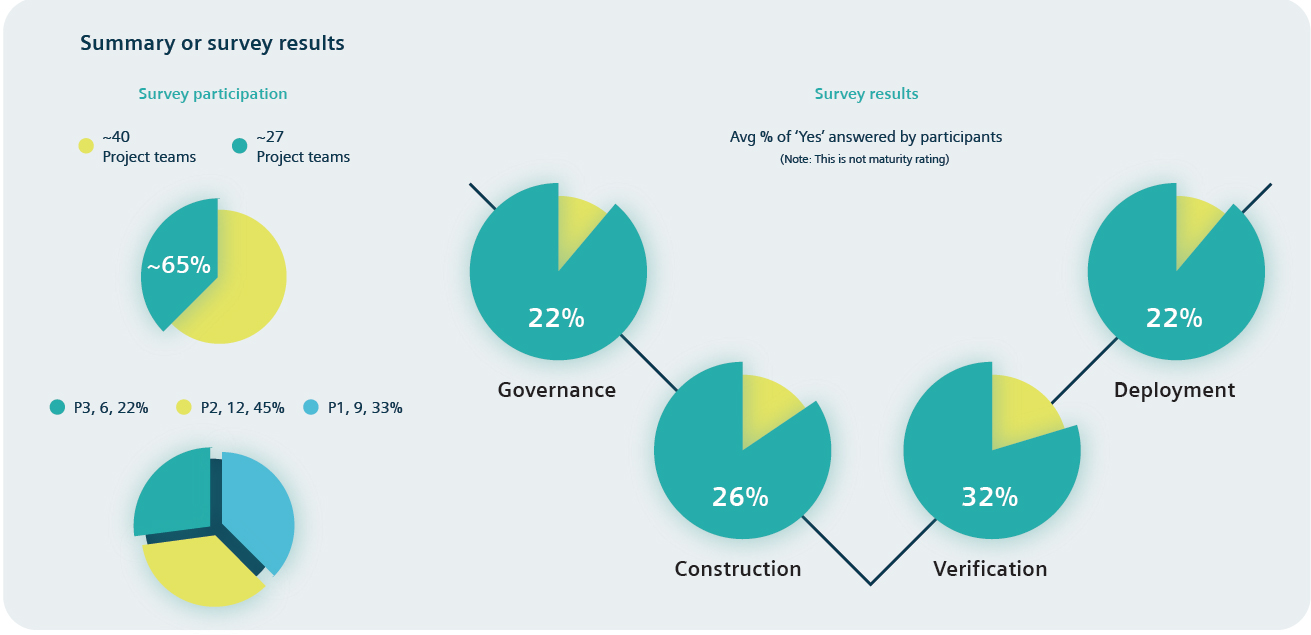 Summary or survey results
Survey participation
~40
Project teams
~27
Project teams
~65%
P3, 6, 22%
P2, 12, 45%
P1, 9, 33%
Survey results
Avg % of ‘Yes’ answered by participants
(Note: This is not maturity rating)
22%
Governance
26%
Construction
32%
Verification
22%
Deployment